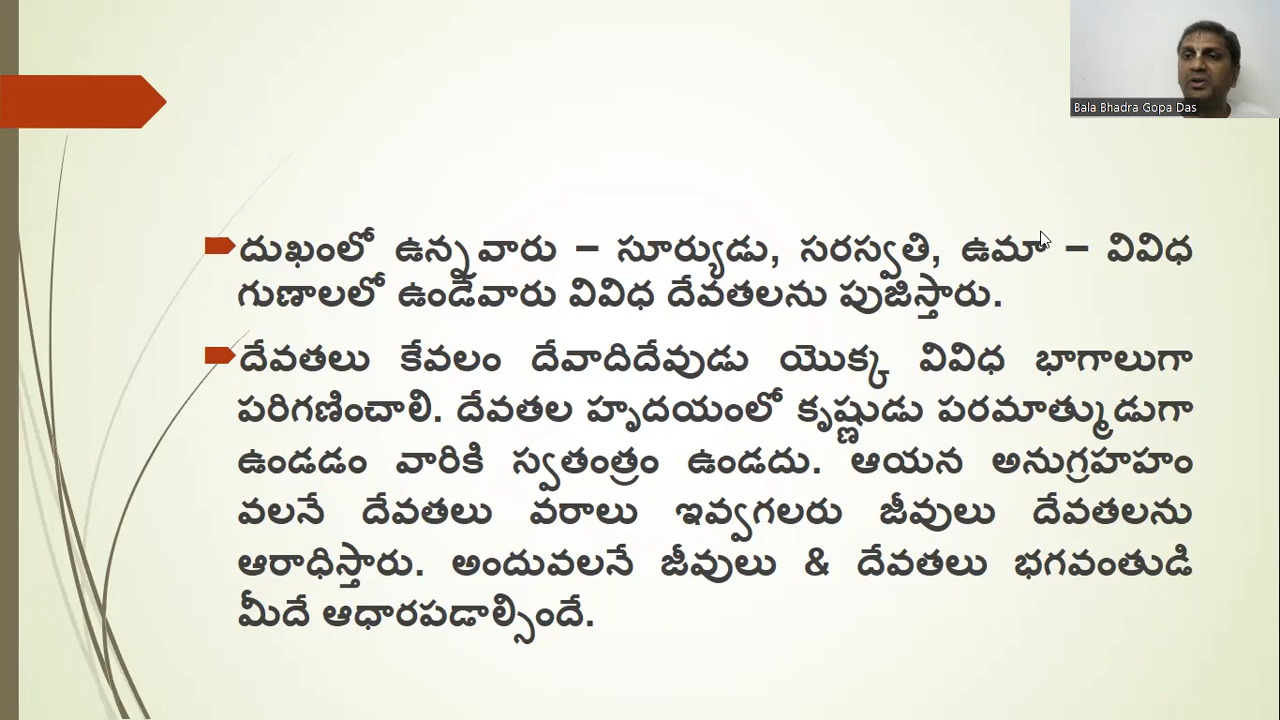 Bala Bhadra Gopa Das
దుఖంలో ఉన్నవారు – సూర్యుడు, సరస్వతి, ఉమా – వివిధ
గుణాలలో ఉండేవారు వివిధ దేవతలను పుజిస్తారు.
దేవతలు కేవలం దేవాదిదేవుడు యొక్క వివిధ భాగాలుగా
పరిగణించాలి. దేవతల హృదయంలో కృష్ణుడు పరమాత్ముడుగా
ఉండడం వారికి స్వతంత్రం ఉండదు. ఆయన అనుగ్రహహం
వలనే దేవతలు వరాలు ఇవ్వగలరు జీవులు దేవతలను
ఆరాధిస్తారు. అందువలనే జీవులు & దేవతలు భగవంతుడి
మీదే ఆధారపడాల్సిందే.